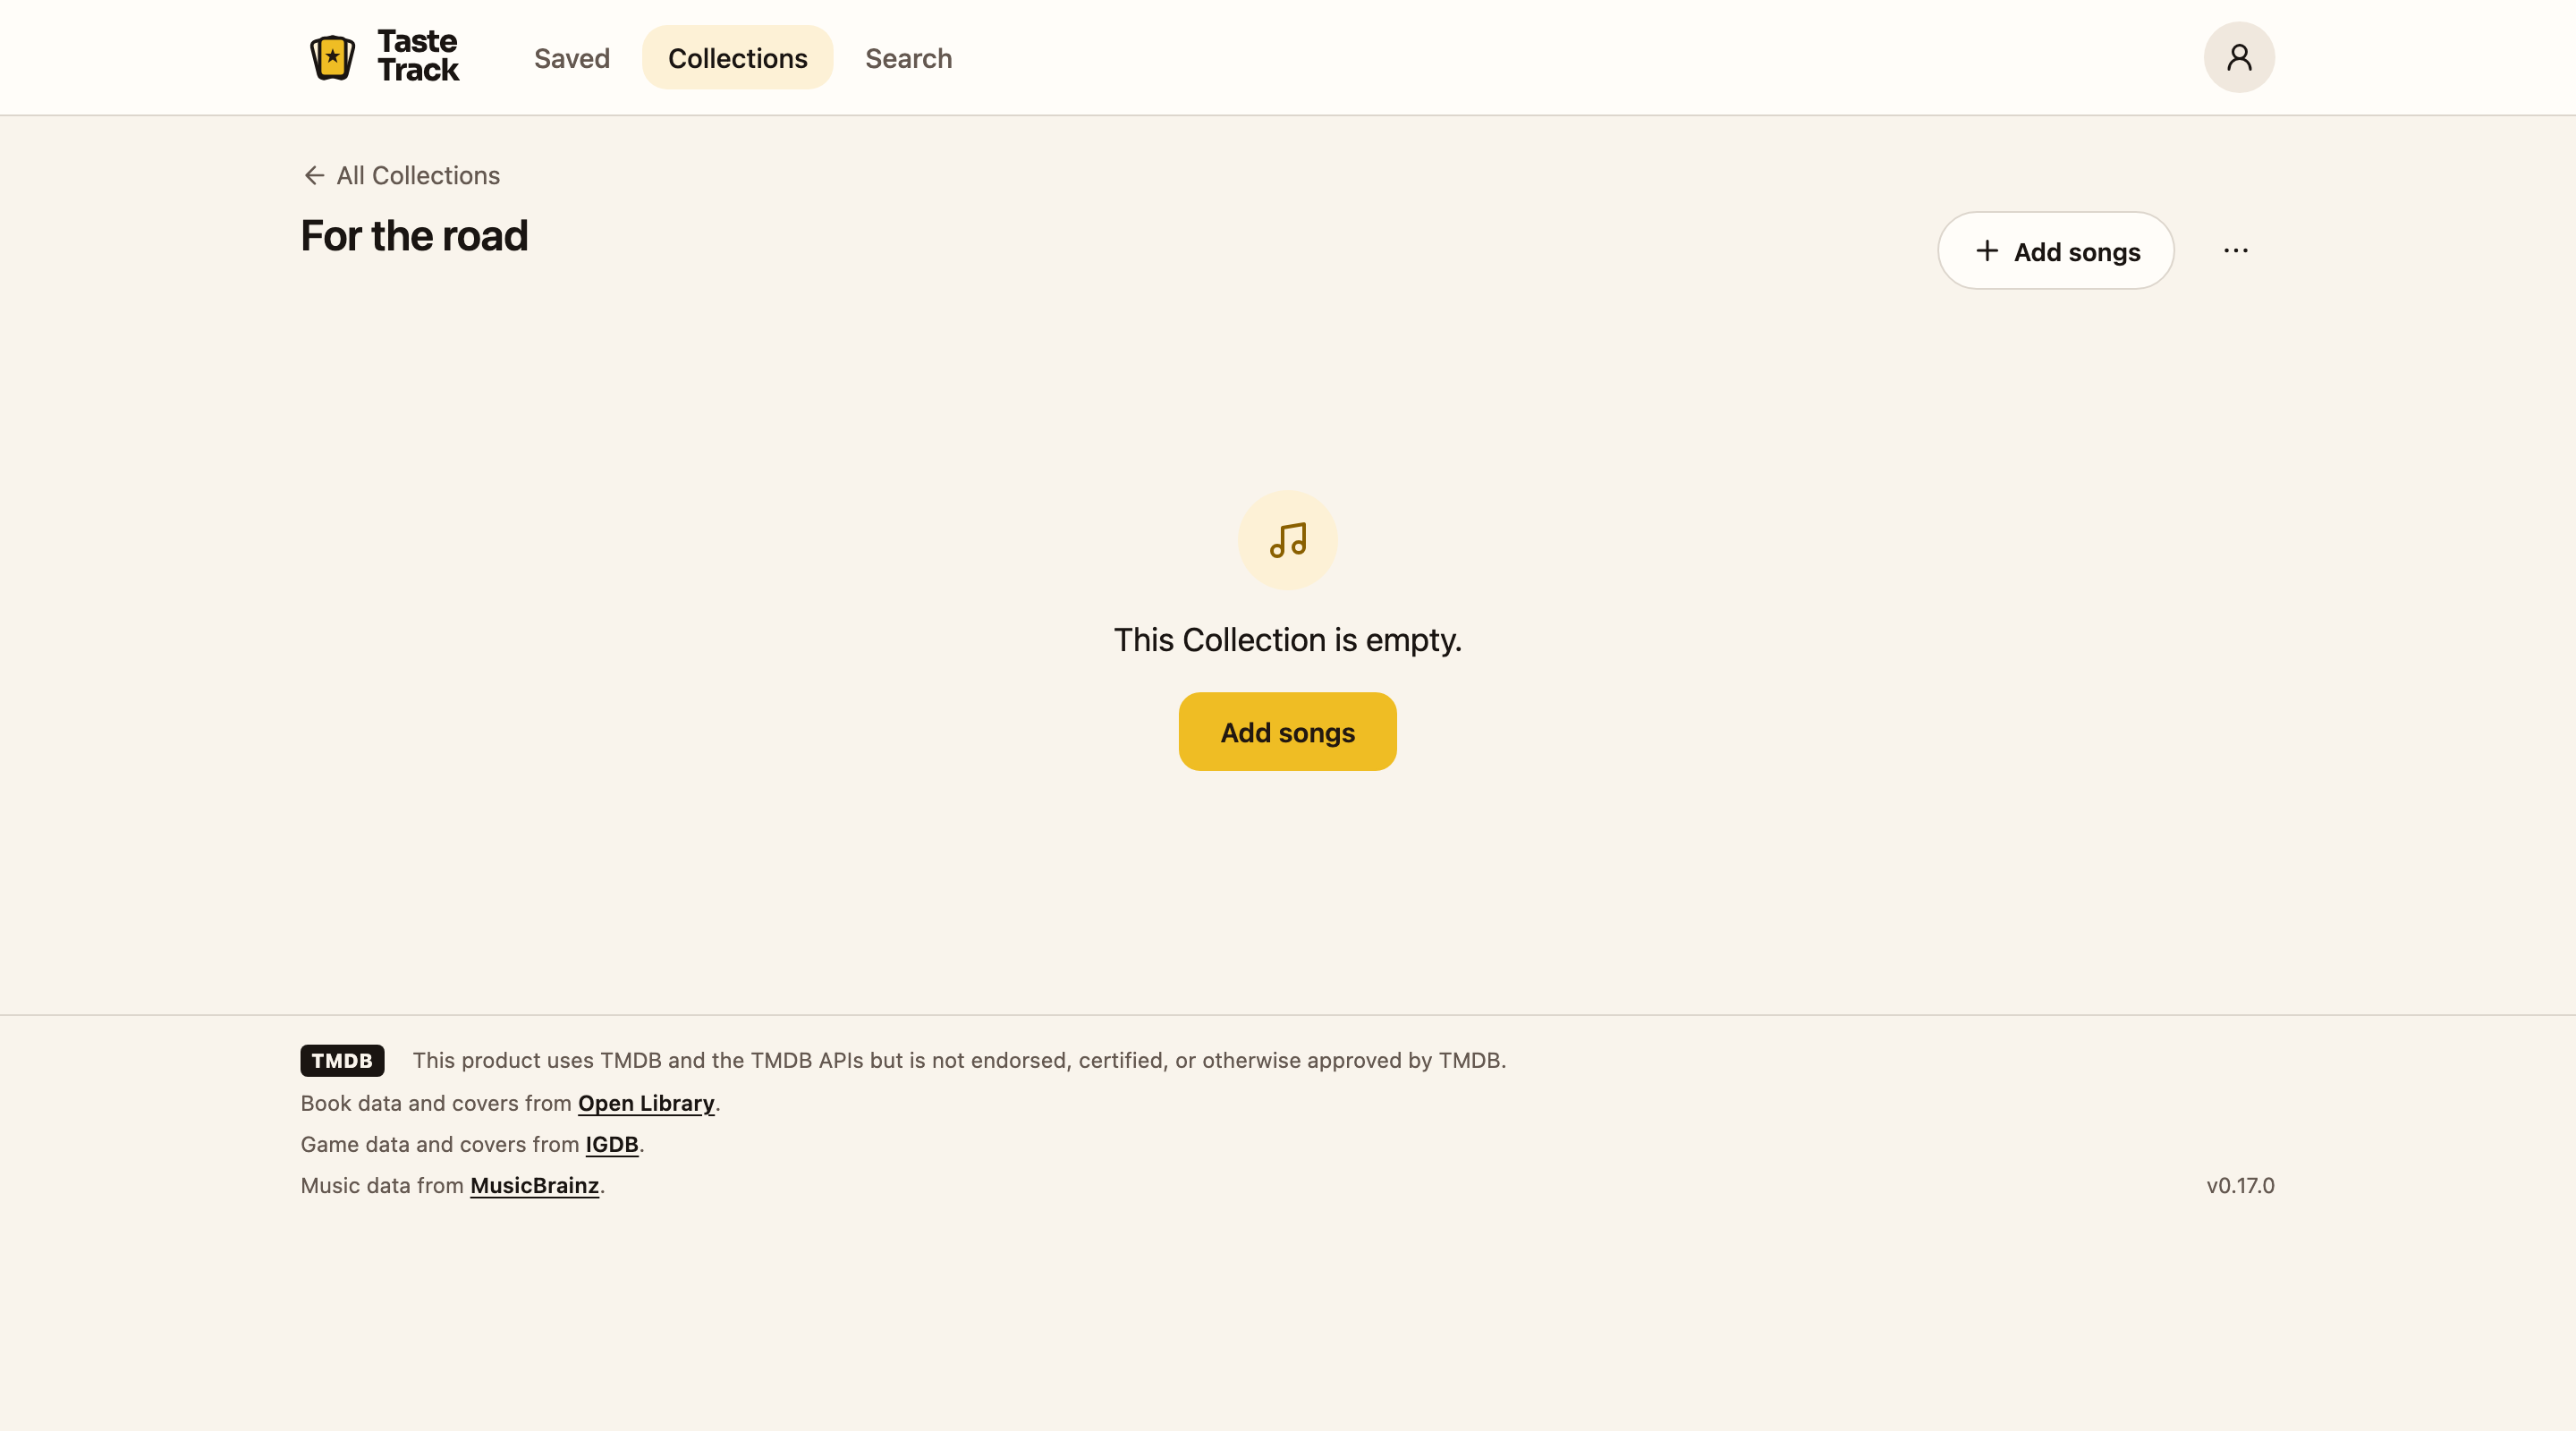 Taste
Track
Saved
Collections
Search
All Collections
For the road
Add songs
This Collection is empty.
Add songs
TMDB This product uses TMDB and the TMDB APIs but is not endorsed, certified, or otherwise approved by TMDB.
Book data and covers from Open Library.
Game data and covers from IGDB.
Music data from MusicBrainz.
v0.17.0